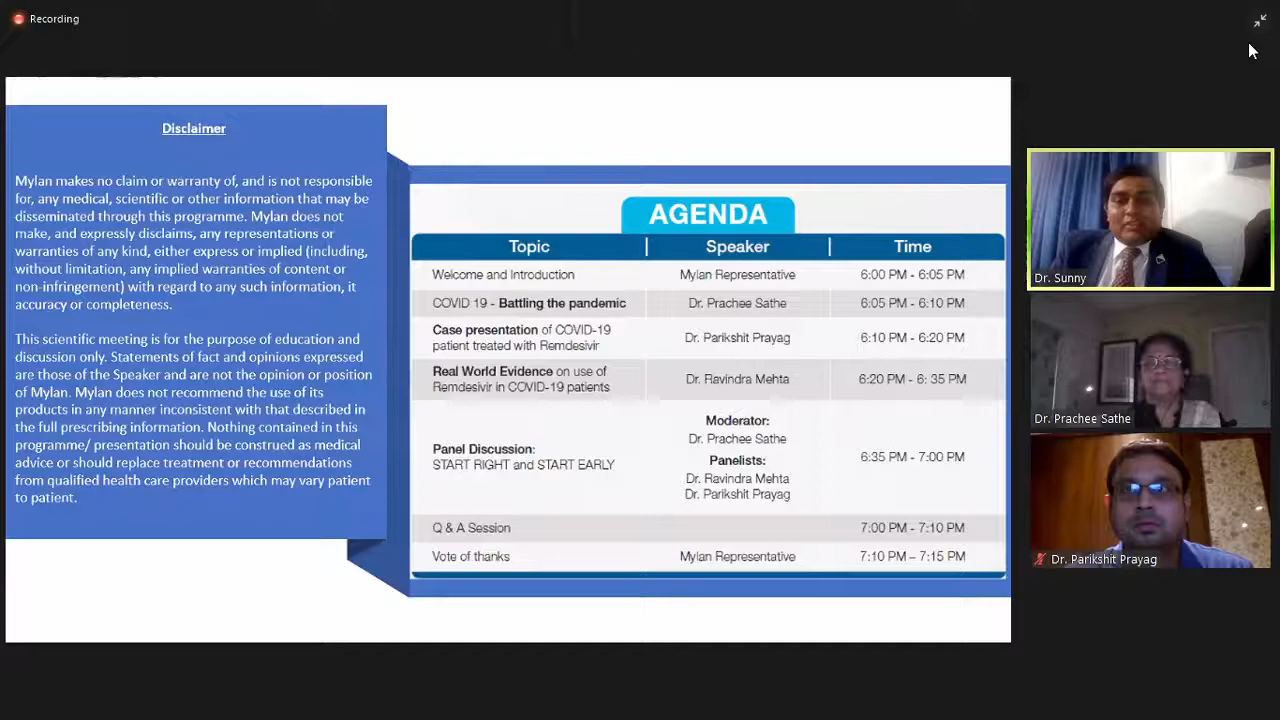 Recording
Disclaimer
Mylan makes no claim or warranty of, and is not responsible
for, any medical, scientific or other information that may be
disseminated through this programme. Mylan does not
make, and expressly disclaims, any representations or
warranties of any kind, either express or implied (including,
without limitation, any implied warranties of content or
non-infringement) with regard to any such information, it
accuracy or completeness.
This scientific meeting is for the purpose of education and
discussion only. Statements of fact and opinions expressed
are those of the Speaker and are not the opinion or position
of Mylan. Mylan does not recommend the use of its
products in any manner inconsistent with that described in
the full prescribing information. Nothing contained in this
programme/ presentation should be construed as medical
advice or should replace treatment or recommendations
from qualified health care providers which may vary patient
to patient.
AGENDA
Topic Speaker Time
Welcome and Introduction Mylan Representative 6:00 PM - 6:05 PM
COVID 19 - Battling the pandemic Dr. Prachee Sathe 6:05 PM - 6:10 PM
Case presentation of COVID-19
patient treated with Remdesivir Dr. Parikshit Prayag 6:10 PM - 6:20 PM
Real World Evidence on use of
Remdesivir in COVID-19 patients Dr. Ravindra Mehta 6:20 PM - 6: 35 PM
Panel Discussion:
START RIGHT and START EARLY
Moderator:
Dr. Prachee Sathe
Panelists:
Dr. Ravindra Mehta
Dr. Parikshit Prayag
6:35 PM - 7:00 PM
Q & A Session 7:00 PM - 7:10 PM
Vote of thanks Mylan Representative 7:10 PM – 7:15 PM
Dr. Sunny
Dr. Prachee Sathe
Dr. Parikshit Prayag